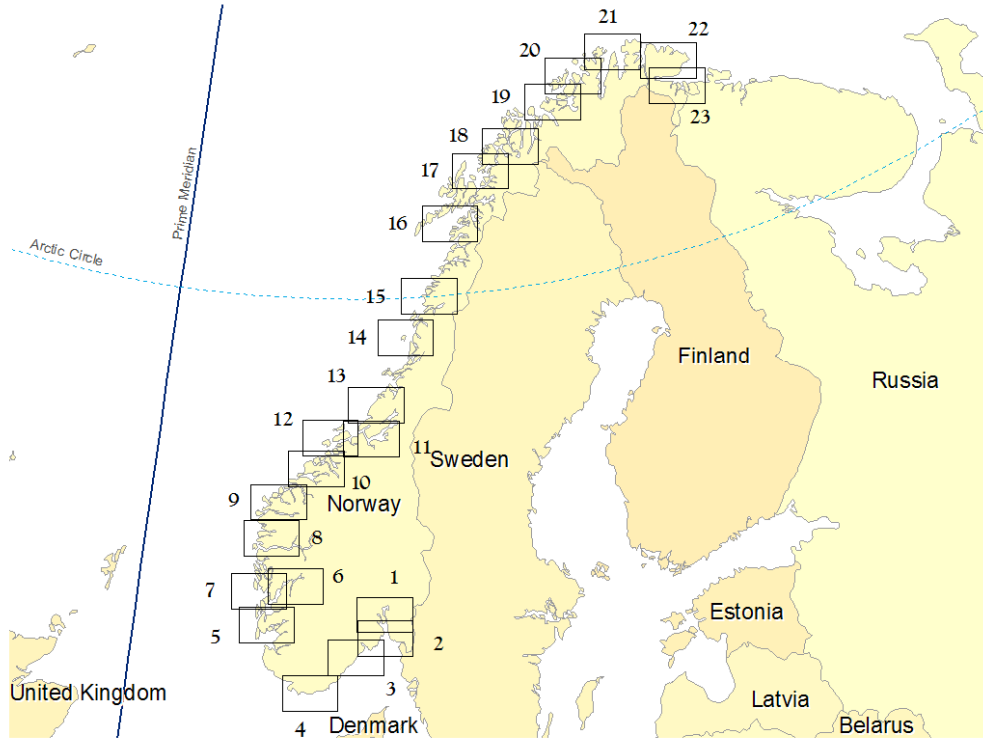 21
22
20
19
23
18
17
Prime Meridian
16
Arctic Circle
15
14
Finland
13
Russia
12
11
Sweden
10
9
Norway
8
7
6
1
Estonia
5
2
3
United Kingdom
Latvia
4
Denmark
Belarus